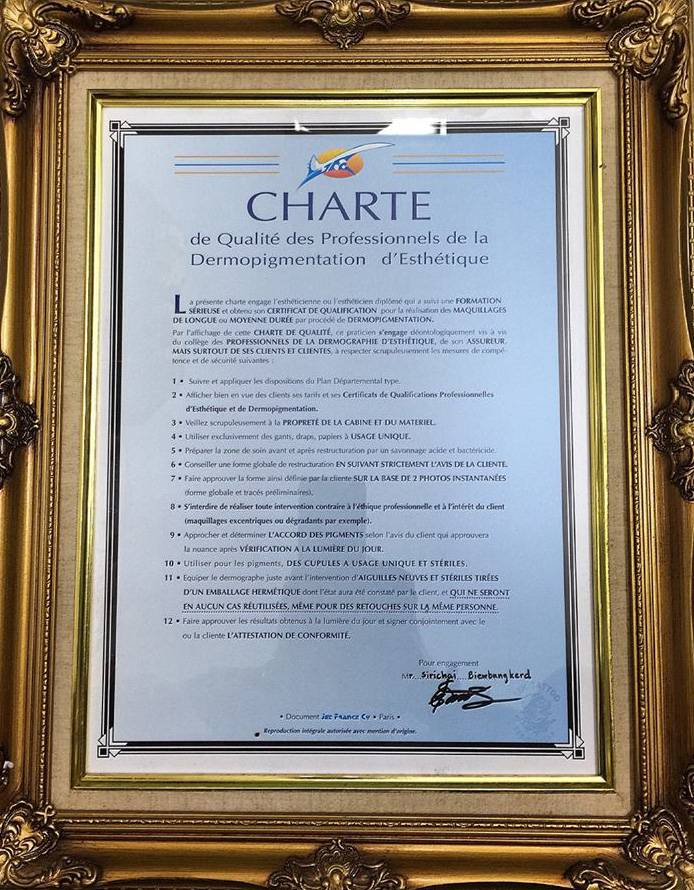 CHARTE
de Qualité des Professionnels de la
Dermopigmentation d'Esthétique
La présente charte engage l'esthéticienne ou l'esthéticien diplômé qui a suivi une FORMATION
SÉRIEUSE et obtenu son CERTIFICAT DE QUALIFICATION pour la réalisation des MAQUILLAGES
DE LONGUE ou MOYENNE DURÉE par procédé de DERMOPIGMENTATION.
Par l'affichage de cette CHARTE DE QUALITÉ, ce praticien s'engage déontologiquement vis à vis
du collège des PROFESSIONNELS DE LA DERMOGRAPHIE D'ESTHÉTIQUE, de son ASSUREUR,
MAIS SURTOUT DE SES CLIENTS ET CLIENTES, à respecter scrupuleusement les mesures de compé-
tence et de sécurité suivantes :
1 • Suivre et appliquer les dispositions du Plan Départemental type.
2 • Afficher bien en vue des clients ses tarifs et ses Certificats de Qualifications Professionnelles
d'Esthétique et de Dermopigmentation.
3 • Veillez scrupuleusement à la PROPRETÉ DE LA CABINE ET DU MATERIEL.
4 • Utiliser exclusivement des gants, draps, papiers à USAGE UNIQUE.
5 • Préparer la zone de soin avant et après restructuration par un savonnage acide et bactéricide.
6 • Conseiller une forme globale de restructuration EN SUIVANT STRICTEMENT L'AVIS DE LA CLIENTE.
7 • Faire approuver la forme ainsi définie par la cliente SUR LA BASE DE 2 PHOTOS INSTANTANÉES
(forme globale et tracés préliminaires).
8 • S'interdire de réaliser toute intervention contraire à l'éthique professionnelle et à l'intérêt du client
(maquillages excentriques ou dégradants par exemple).
9 • Approcher et déterminer L'ACCORD DES PIGMENTS selon l'avis du client qui approuvera
la nuance après VÉRIFICATION A LA LUMIÈRE DU JOUR.
10 • Utiliser pour les pigments, DES CUPULES A USAGE UNIQUE ET STÉRILES.
11 • Equiper le dermographe juste avant l'intervention d'AIGUILLES NEUVES ET STÉRILES TIRÉES
D'UN EMBALLAGE HERMÉTIQUE dont l'état aura été constaté par le client, et QUI NE SERONT
EN AUCUN CAS RÉUTILISÉES, MÊME POUR DES RETOUCHES SUR LA MÊME PERSONNE.
12 • Faire approuver les résultats obtenus à la lumière du jour et signer conjointement avec le
ou la cliente L'ATTESTATION DE CONFORMITÉ.
Pour engagement
Mr. Sirichai Biembangkerd
• Document Jet France Cv • Paris •
Reproduction intégrale autorisée avec mention d'origine.